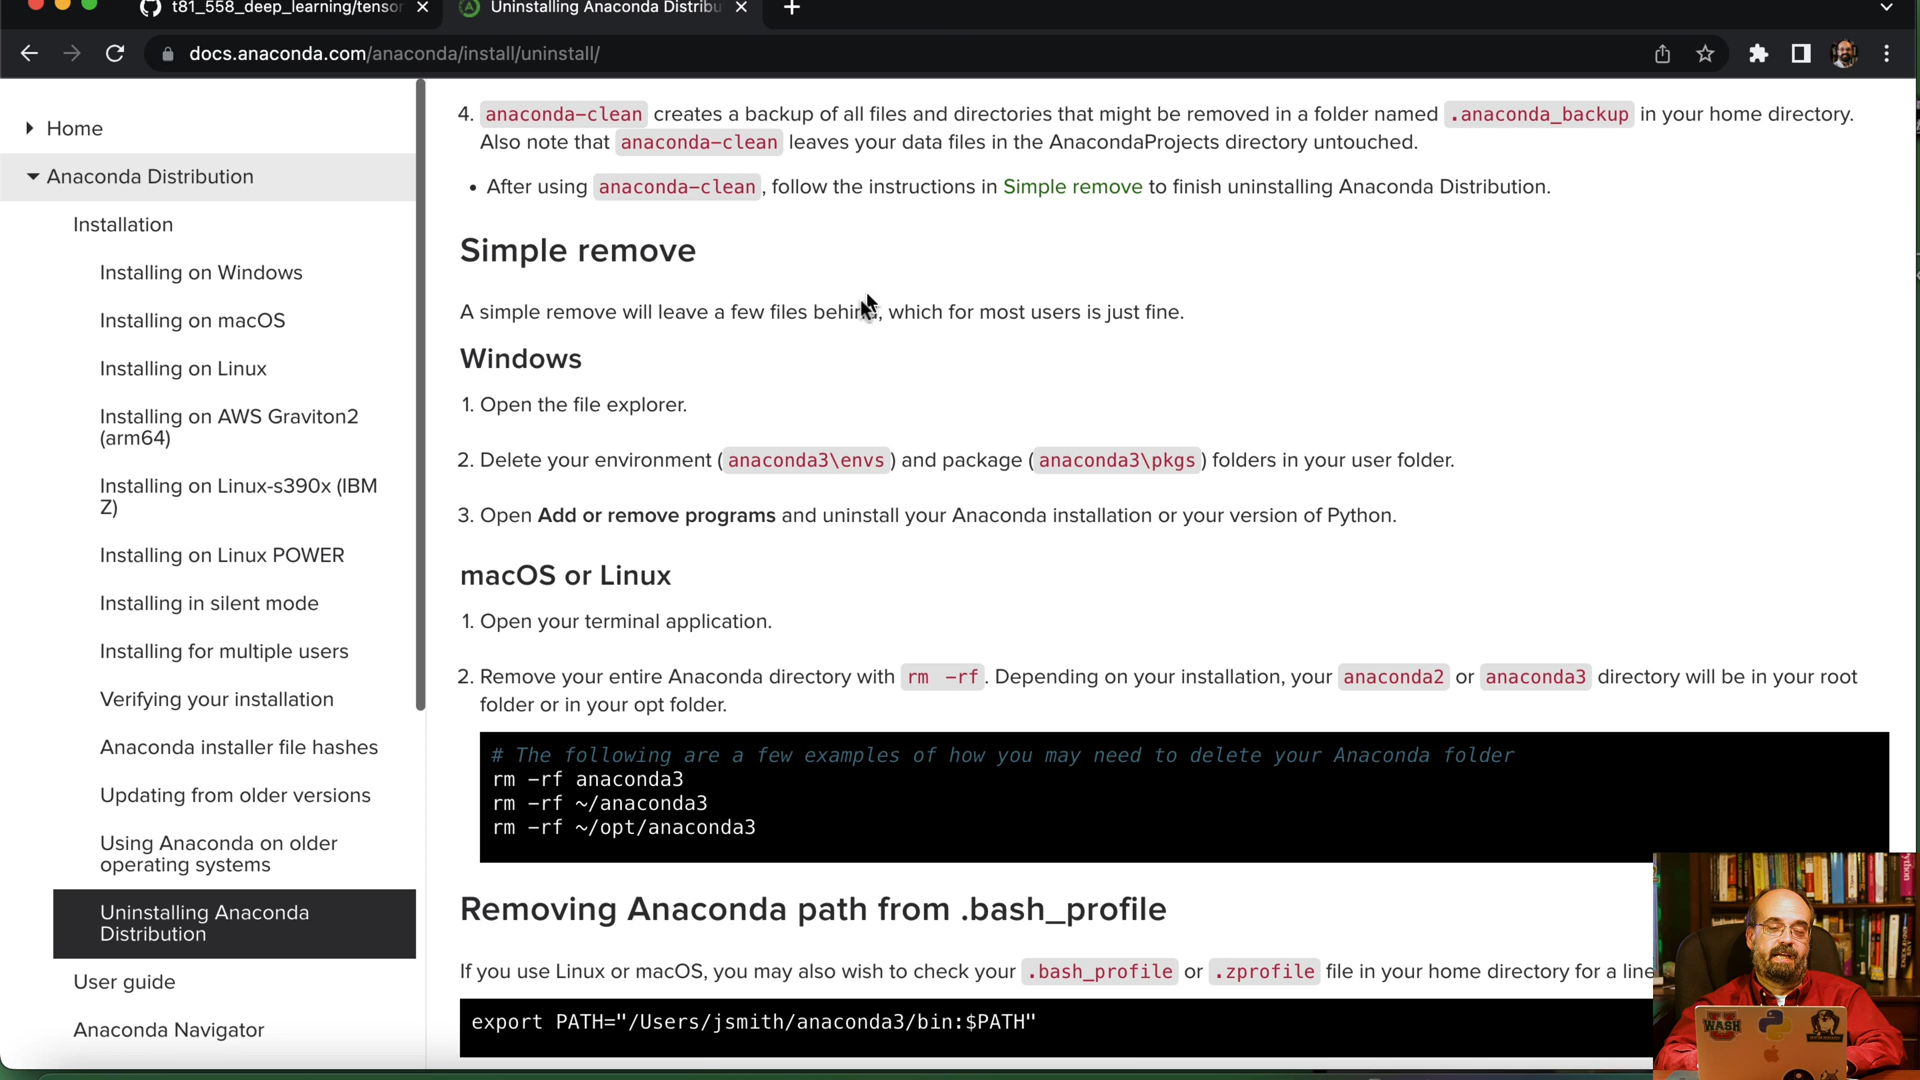 t81_558_deep_learning/tensor
Uninstalling Anaconda Distribu
docs.anaconda.com/anaconda/install/uninstall/
Home
Anaconda Distribution
Installation
Installing on Windows
Installing on macOS
Installing on Linux
Installing on AWS Graviton2
(arm64)
Installing on Linux-s390x (IBM
Z)
Installing on Linux POWER
Installing in silent mode
Installing for multiple users
Verifying your installation
Anaconda installer file hashes
Updating from older versions
Using Anaconda on older
operating systems
Uninstalling Anaconda
Distribution
User guide
Anaconda Navigator
4. anaconda-clean creates a backup of all files and directories that might be removed in a folder named .anaconda_backup in your home directory.
Also note that anaconda-clean leaves your data files in the AnacondaProjects directory untouched.
• After using anaconda-clean, follow the instructions in Simple remove to finish uninstalling Anaconda Distribution.
Simple remove
A simple remove will leave a few files behind, which for most users is just fine.
Windows
1. Open the file explorer.
2. Delete your environment (anaconda3\envs) and package (anaconda3\pkgs) folders in your user folder.
3. Open Add or remove programs and uninstall your Anaconda installation or your version of Python.
macOS or Linux
1. Open your terminal application.
2. Remove your entire Anaconda directory with rm -rf. Depending on your installation, your anaconda2 or anaconda3 directory will be in your root
folder or in your opt folder.
# The following are a few examples of how you may need to delete your Anaconda folder
rm -rf anaconda3
rm -rf ~/anaconda3
rm -rf ~/opt/anaconda3
Removing Anaconda path from .bash_profile
If you use Linux or macOS, you may also wish to check your .bash_profile or .zprofile file in your home directory for a line
export PATH="/Users/jsmith/anaconda3/bin:$PATH"
WASH